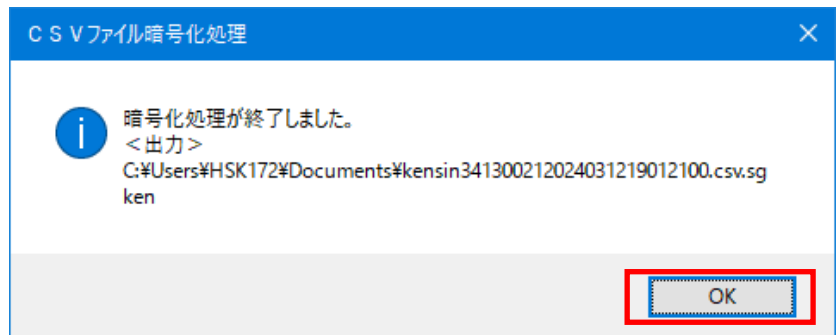 ＣＳＶファイル暗号化処理
暗号化処理が終了しました。
＜出力＞
C:¥Users¥HSK172¥Documents¥kensin341300212024031219012100.csv.sg
ken
OK